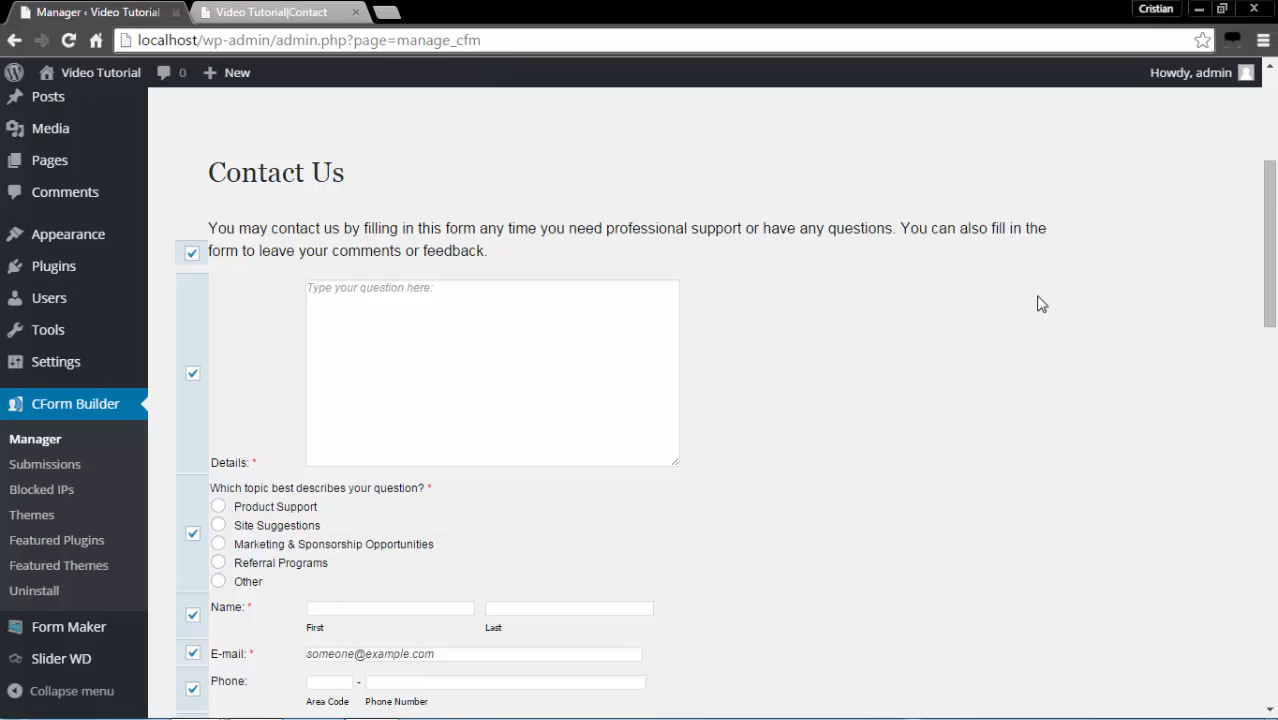 Manager ‹ Video Tutorial
Video Tutorial|Contact
Cristian
localhost/wp-admin/admin.php?page=manage_cfm
Video Tutorial
0
New
Howdy, admin
Posts
Media
Pages
Comments
Appearance
Plugins
Users
Tools
Settings
CForm Builder
Manager
Submissions
Blocked IPs
Themes
Featured Plugins
Featured Themes
Uninstall
Form Maker
Slider WD
Collapse menu
Contact Us
You may contact us by filling in this form any time you need professional support or have any questions. You can also fill in the
form to leave your comments or feedback.
Type your question here:
Details: *
Which topic best describes your question? *
Product Support
Site Suggestions
Marketing & Sponsorship Opportunities
Referral Programs
Other
Name: *
First
Last
E-mail: *
someone@example.com
Phone:
-
Area Code
Phone Number